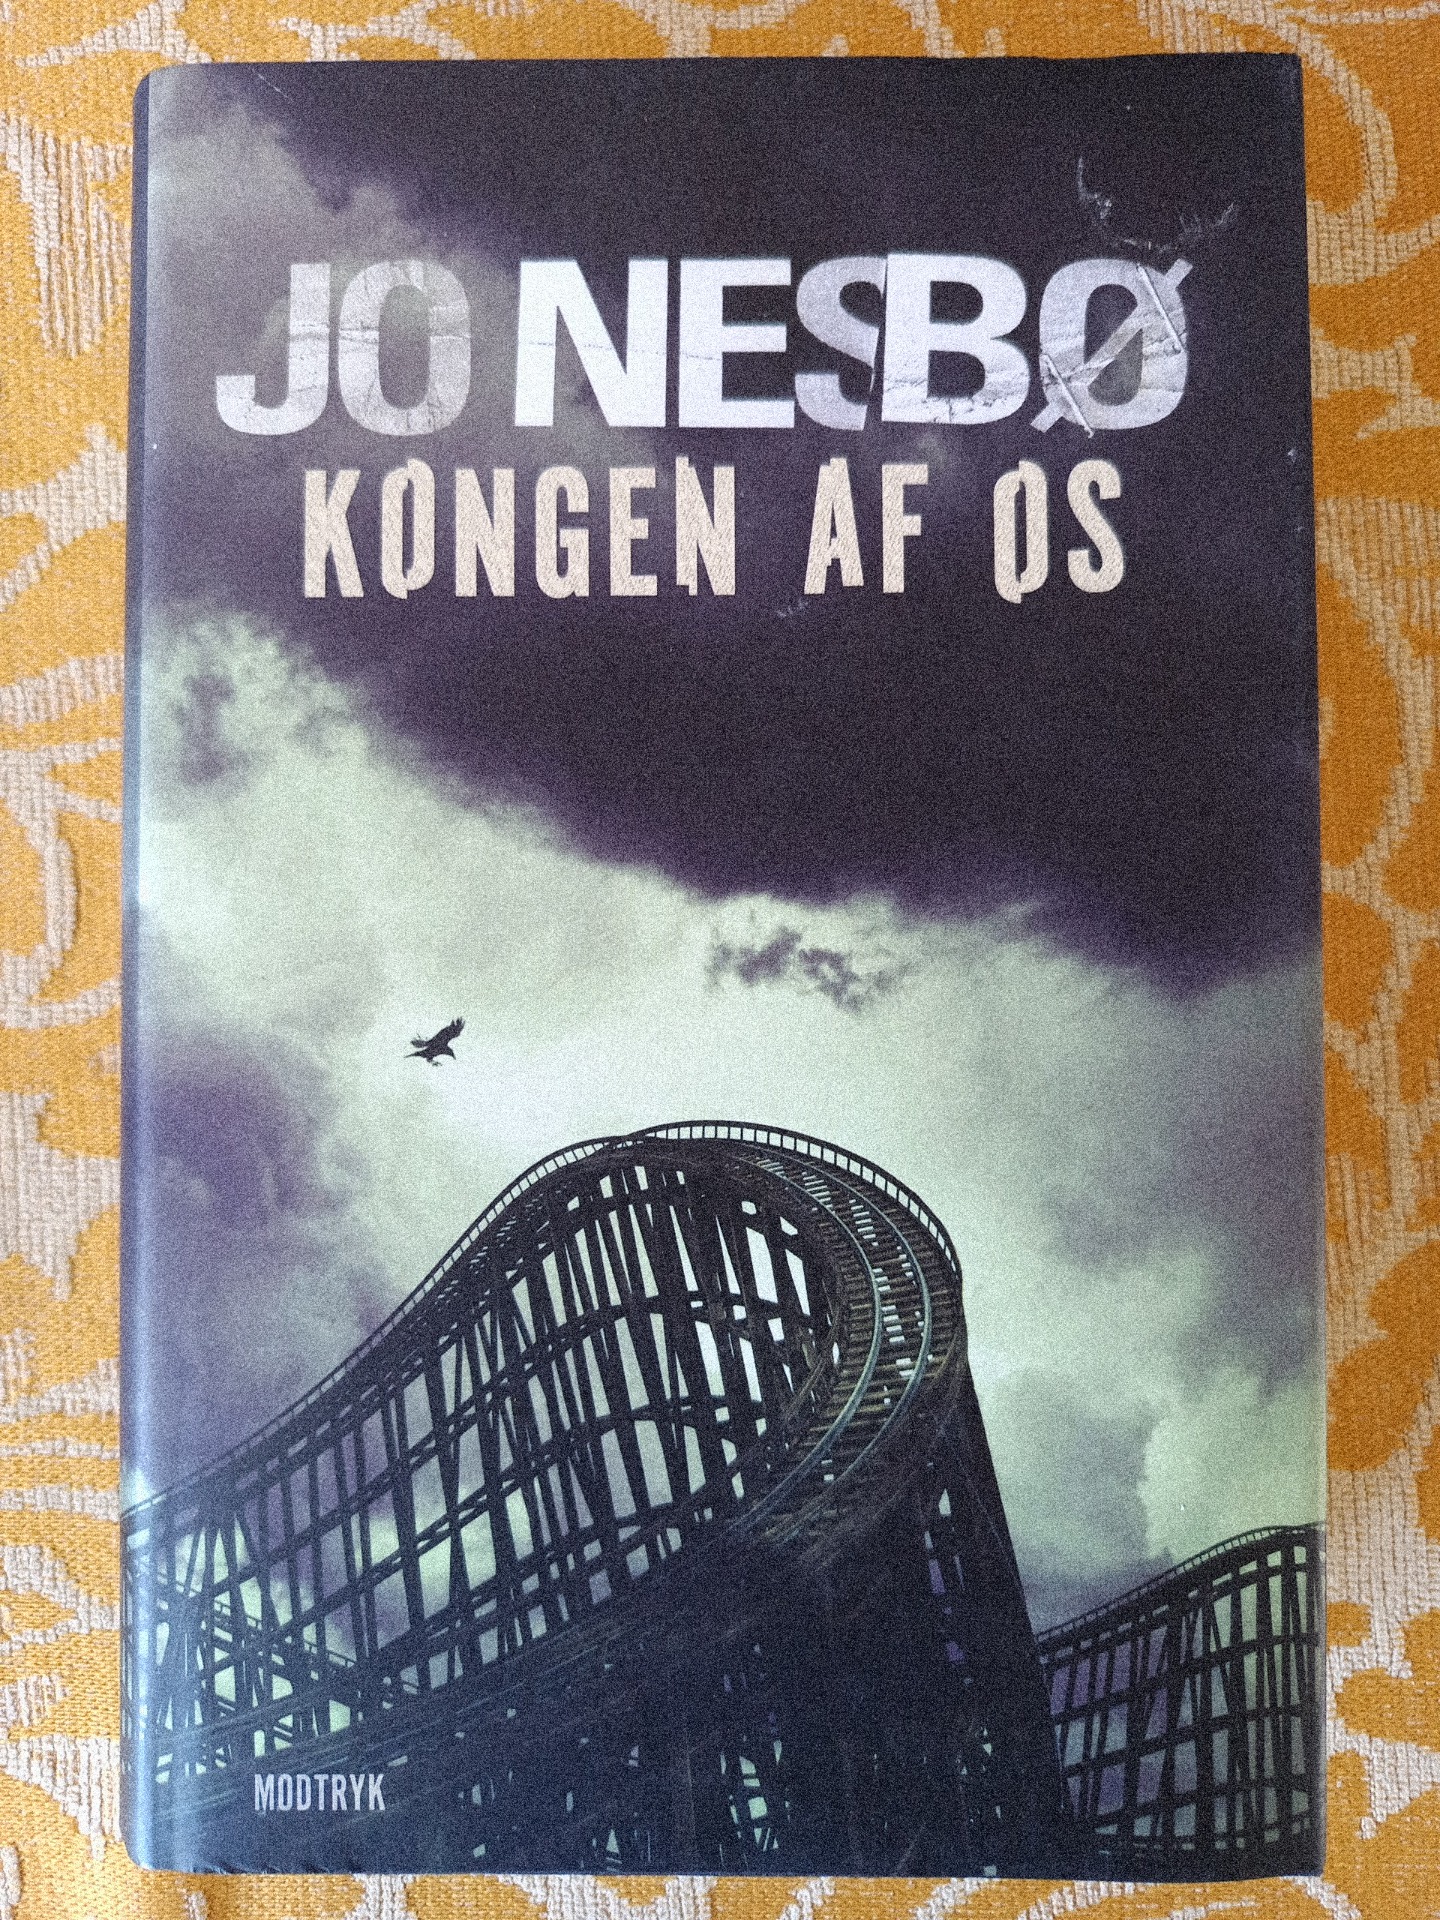 JO NESBØ
KONGEN AF OS
MODTRYK